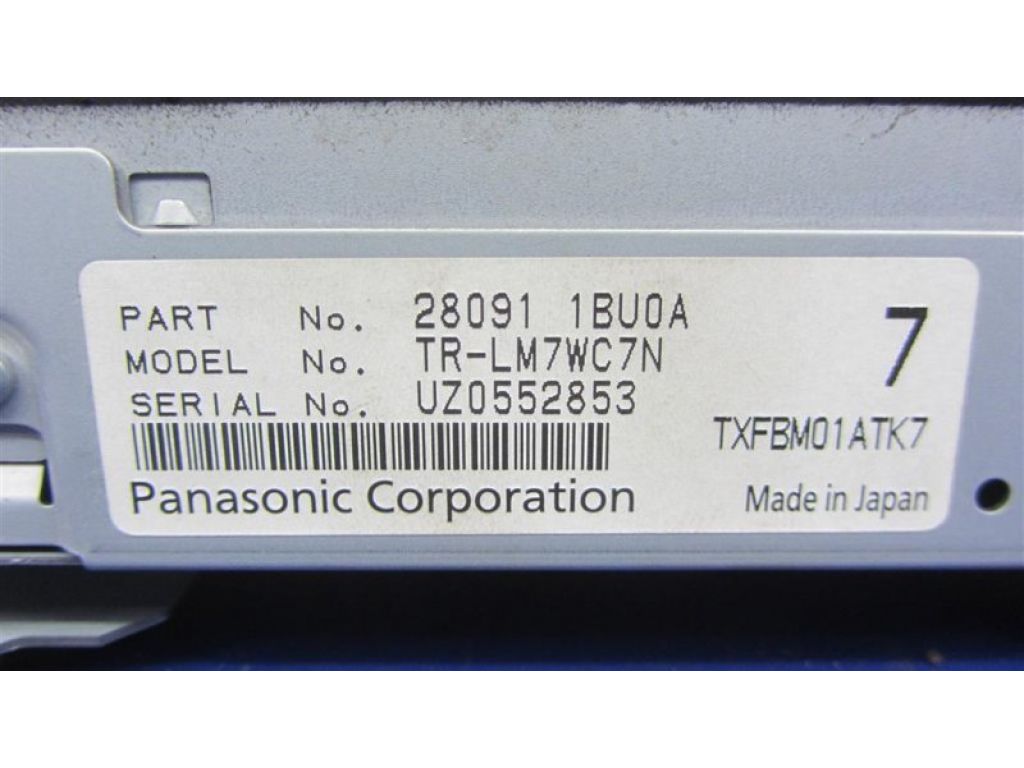 PART No. 28091 1BU0A
MODEL No. TR-LM7WC7N
SERIAL No. UZ0552853
7
TXFBM01ATK7
Panasonic Corporation
Made in Japan